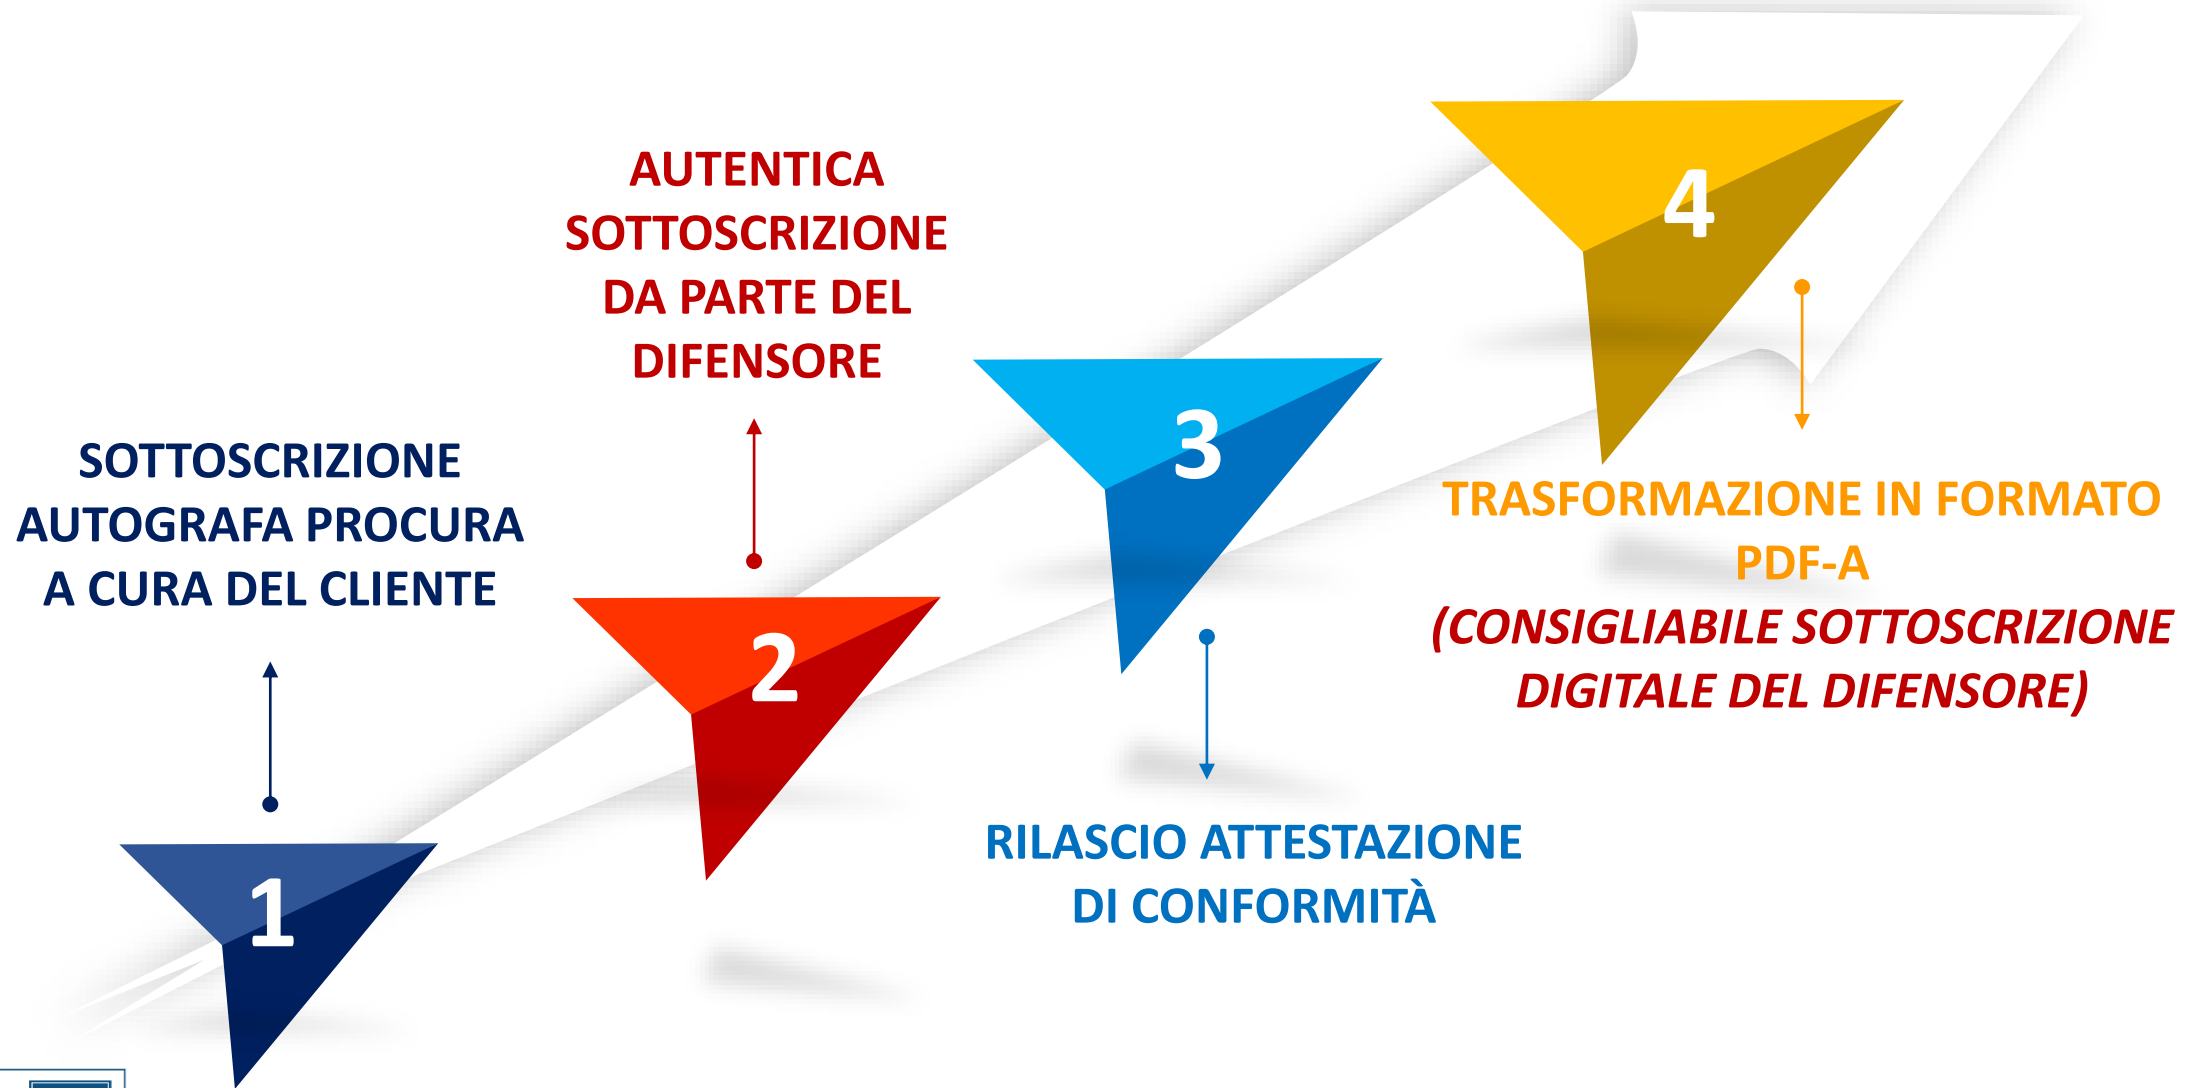 SOTTOSCRIZIONE
AUTOGRAFA PROCURA
A CURA DEL CLIENTE
1
AUTENTICA
SOTTOSCRIZIONE
DA PARTE DEL
DIFENSORE
2
3
RILASCIO ATTESTAZIONE
DI CONFORMITÀ
4
TRASFORMAZIONE IN FORMATO
PDF-A
(CONSIGLIABILE SOTTOSCRIZIONE
DIGITALE DEL DIFENSORE)